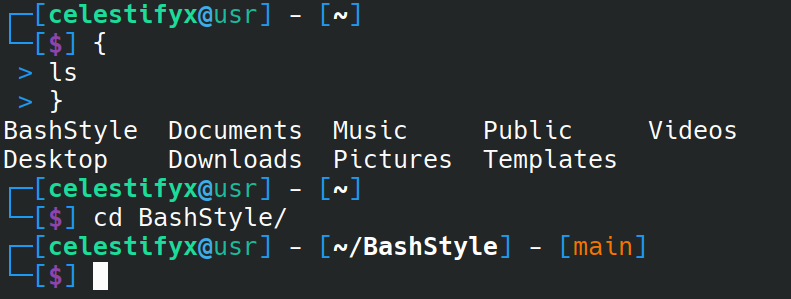 ┌─[celestifyx@usr] - [~]
└─[$] {
 > ls
 > }
BashStyle  Documents  Music     Public     Videos
Desktop    Downloads  Pictures  Templates
┌─[celestifyx@usr] - [~]
└─[$] cd BashStyle/
┌─[celestifyx@usr] - [~/BashStyle] - [main]
└─[$]